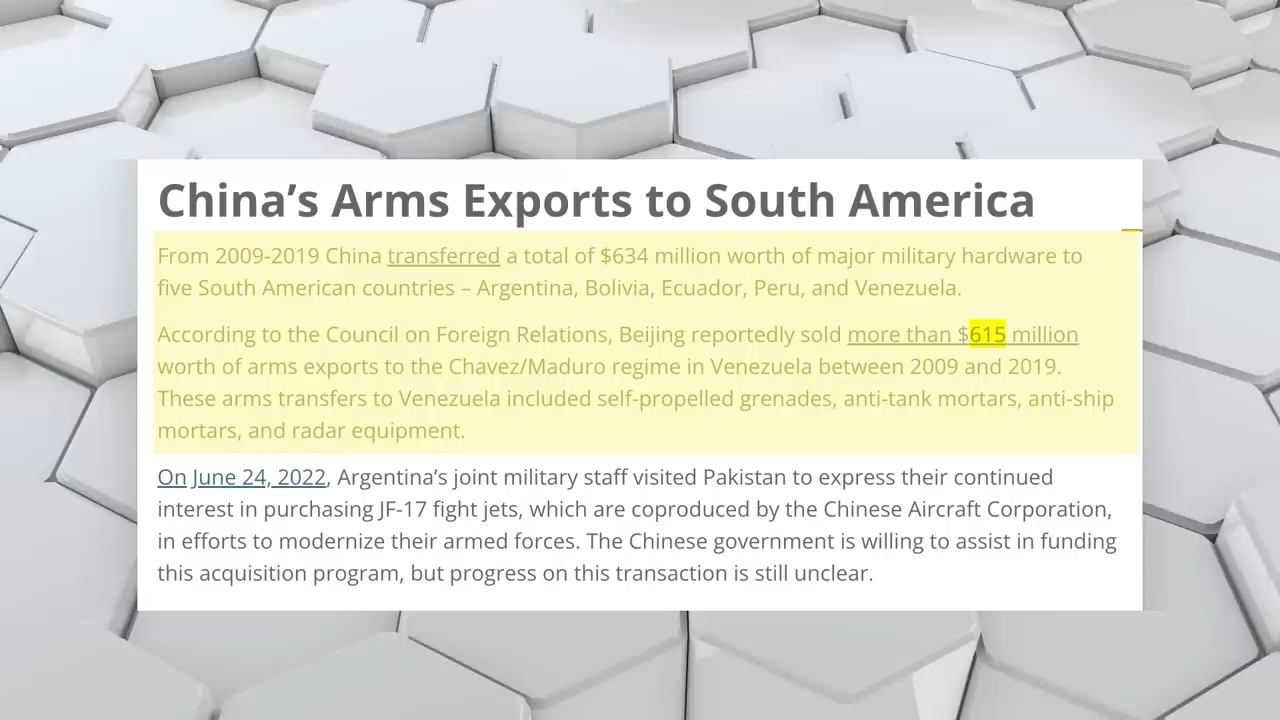 China’s Arms Exports to South America
From 2009-2019 China transferred a total of $634 million worth of major military hardware to
five South American countries – Argentina, Bolivia, Ecuador, Peru, and Venezuela.
According to the Council on Foreign Relations, Beijing reportedly sold more than $615 million
worth of arms exports to the Chavez/Maduro regime in Venezuela between 2009 and 2019.
These arms transfers to Venezuela included self-propelled grenades, anti-tank mortars, anti-ship
mortars, and radar equipment.
On June 24, 2022, Argentina’s joint military staff visited Pakistan to express their continued
interest in purchasing JF-17 fight jets, which are coproduced by the Chinese Aircraft Corporation,
in efforts to modernize their armed forces. The Chinese government is willing to assist in funding
this acquisition program, but progress on this transaction is still unclear.